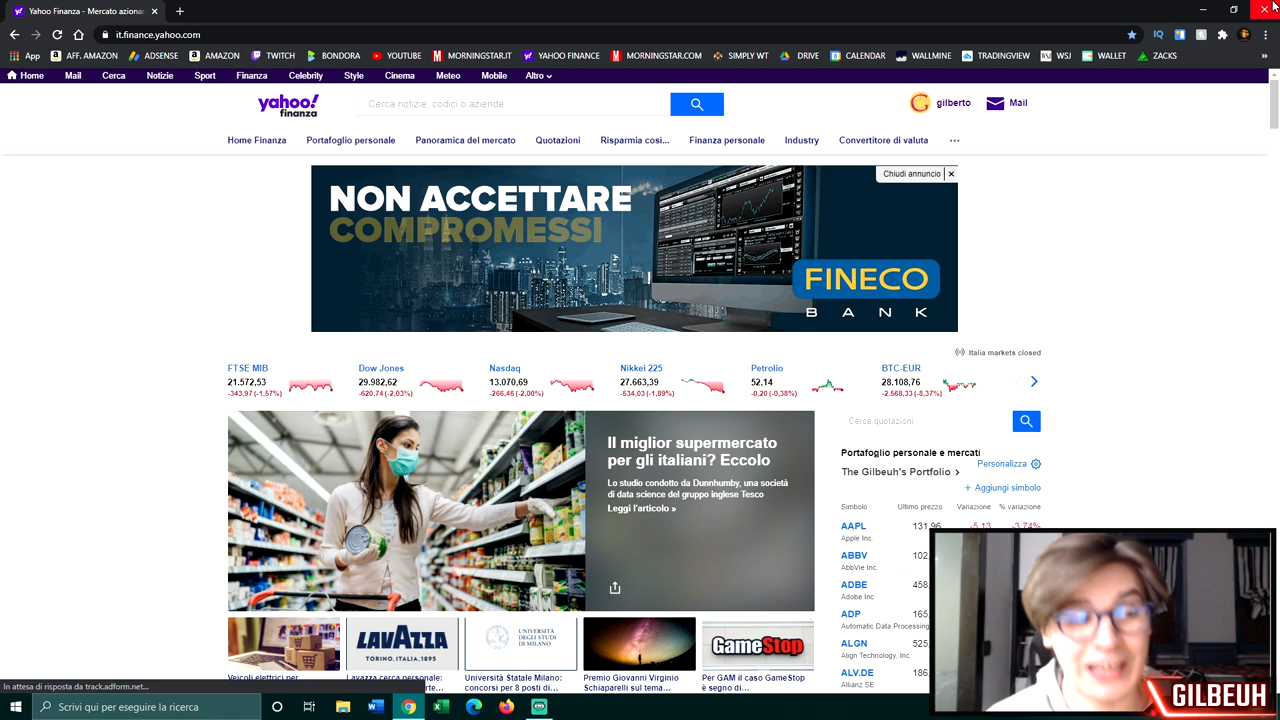 Yahoo Finanza - Yahoo Finanza
it.finance.yahoo.com
App AFF. AMAZON ADSENSE AMAZON TWITCH BONDORA YOUTUBE MORNINGSTAR.IT YAHOO FINANCE MORNINGSTAR.COM SIMPLY WT DRIVE CALENDAR WALLMINE TRADINGVIEW WSJ WALLET ZACKS
Home Mail Cerca Notizie Sport Finanza Celebrity Style Cinema Meteo Mobile Altro
yahoo!
finanza
Cerca notizie codici o aziende
gilberto Mail
Home Finanza Portafoglio personale Panoramica del mercato Quotazioni Risparmia così... Finanza personale Industry Convertitore di valuta ...
Chiudi annuncio
NON ACCETTARE
COMPROMESSI
FINECO
BANK
Italia markets closed
FTSE MIB Dow Jones Nasdaq Nikkei 225 Petrolio BTC-EUR
21.572,53 29.982,62 13.070,69 27.663,39 52,14 28.108,76
-343,97 (-1,57%) -620,74 (-2,03%) -266,46 (-2,00%) -534,03 (-1,89%) -0,20 (-0,38%) -2.568,33 (-8,37%)
Il miglior supermercato
per gli italiani? Eccolo
Lo studio condotto da Dunnhumby, una società
di data science del gruppo inglese Tesco
Leggi l'articolo »
Cerca quotazioni
Portafoglio personale e mercati
Personalizza
The Gilbeuh's Portfolio
+ Aggiungi simbolo
Simbolo Ultimo prezzo Variazione % variazione
AAPL 131,96 -5,13 -3,74%
Apple Inc.
ABBV 102,
AbbVie Inc.
ADBE 458,
Adobe Inc
ADP 165,
Automatic Data Processing
ALGN 525,
Align Technology, Inc.
ALV.DE 186,
Allianz SE
LAVAZZA
TORINO, ITALIA, 1895
UNIVERSITÀ
DEGLI STUDI
DI MILANO
GameStop
Veicoli elettrici per
Lavazza cerca personale:
offerte...
Università Statale Milano:
concorsi per 8 posti di...
Premio Giovanni Virginio
Schiaparelli sul tema...
Per GAM il caso GameStop
è segno di...
In attesa di risposta da track.adform.net...
Scrivi qui per eseguire la ricerca
GILBEUH